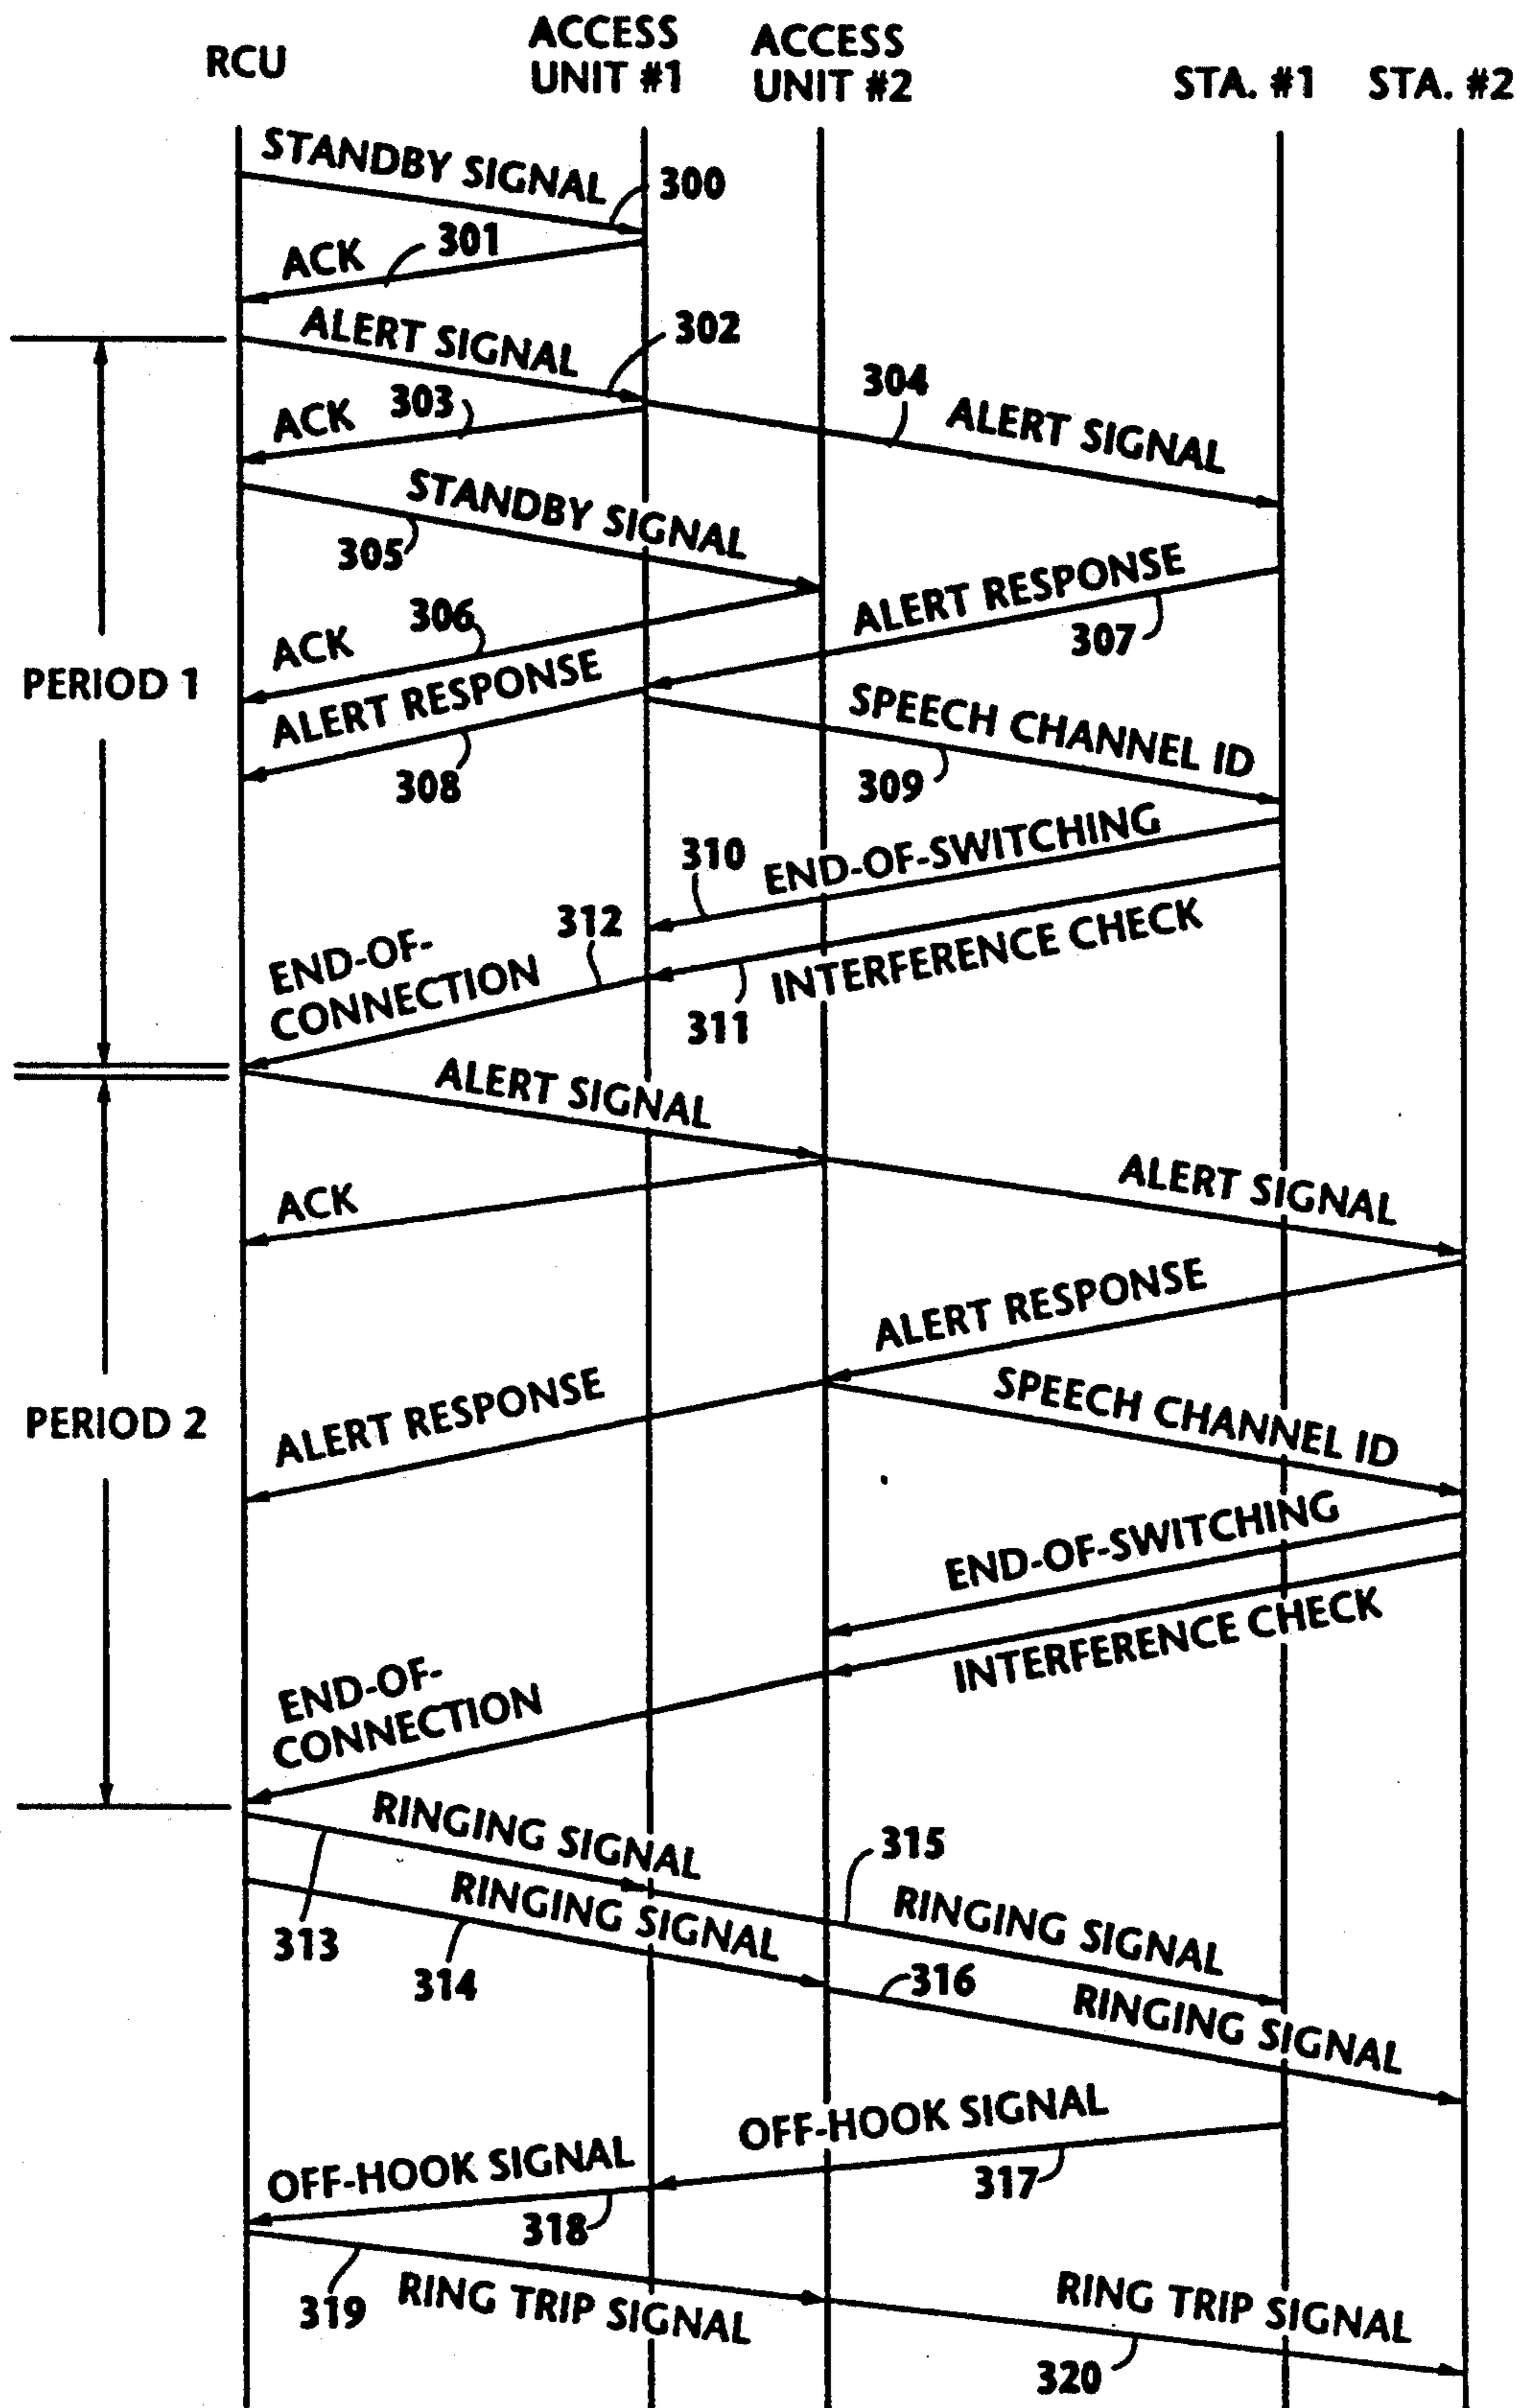 RCU
ACCESS
UNIT #1
ACCESS
UNIT #2
STA. #1
STA. #2
STANDBY SIGNAL
300
ACK
301
ALERT SIGNAL
302
ACK
303
304
ALERT SIGNAL
STANDBY SIGNAL
305
ALERT RESPONSE
307
ACK
306
PERIOD 1
ALERT RESPONSE
308
SPEECH CHANNEL ID
309
310
END-OF-SWITCHING
312
END-OF-
CONNECTION
311
INTERFERENCE CHECK
ALERT SIGNAL
ALERT SIGNAL
ACK
ALERT RESPONSE
ALERT RESPONSE
PERIOD 2
SPEECH CHANNEL ID
END-OF-SWITCHING
INTERFERENCE CHECK
END-OF-
CONNECTION
RINGING SIGNAL
313
315
RINGING SIGNAL
RINGING SIGNAL
314
316
RINGING SIGNAL
OFF-HOOK SIGNAL
317
OFF-HOOK SIGNAL
318
319
RING TRIP SIGNAL
RING TRIP SIGNAL
320